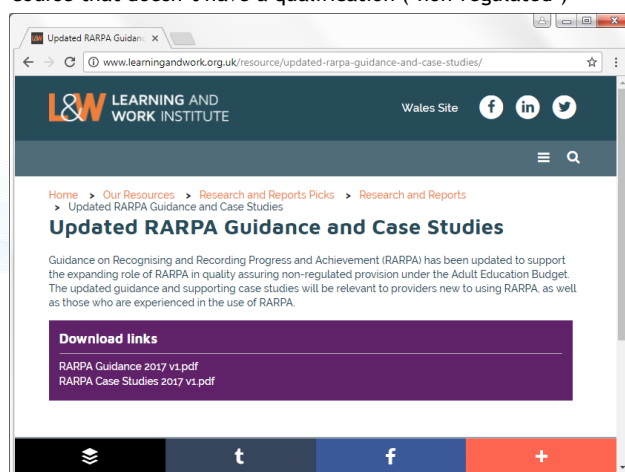 course that doesn't have a qualification ("non-regulated")
Updated RARPA Guidanc
www.learningandwork.org.uk/resource/updated-rarpa-guidance-and-case-studies/
L&W LEARNING AND
WORK INSTITUTE
Wales Site
Home > Our Resources > Research and Reports Picks > Research and Reports
> Updated RARPA Guidance and Case Studies
Updated RARPA Guidance and Case Studies
Guidance on Recognising and Recording Progress and Achievement (RARPA) has been updated to support
the expanding role of RARPA in quality assuring non-regulated provision under the Adult Education Budget.
The updated guidance and supporting case studies will be relevant to providers new to using RARPA, as well
as those who are experienced in the use of RARPA.
Download links
RARPA Guidance 2017 v1.pdf
RARPA Case Studies 2017 v1.pdf